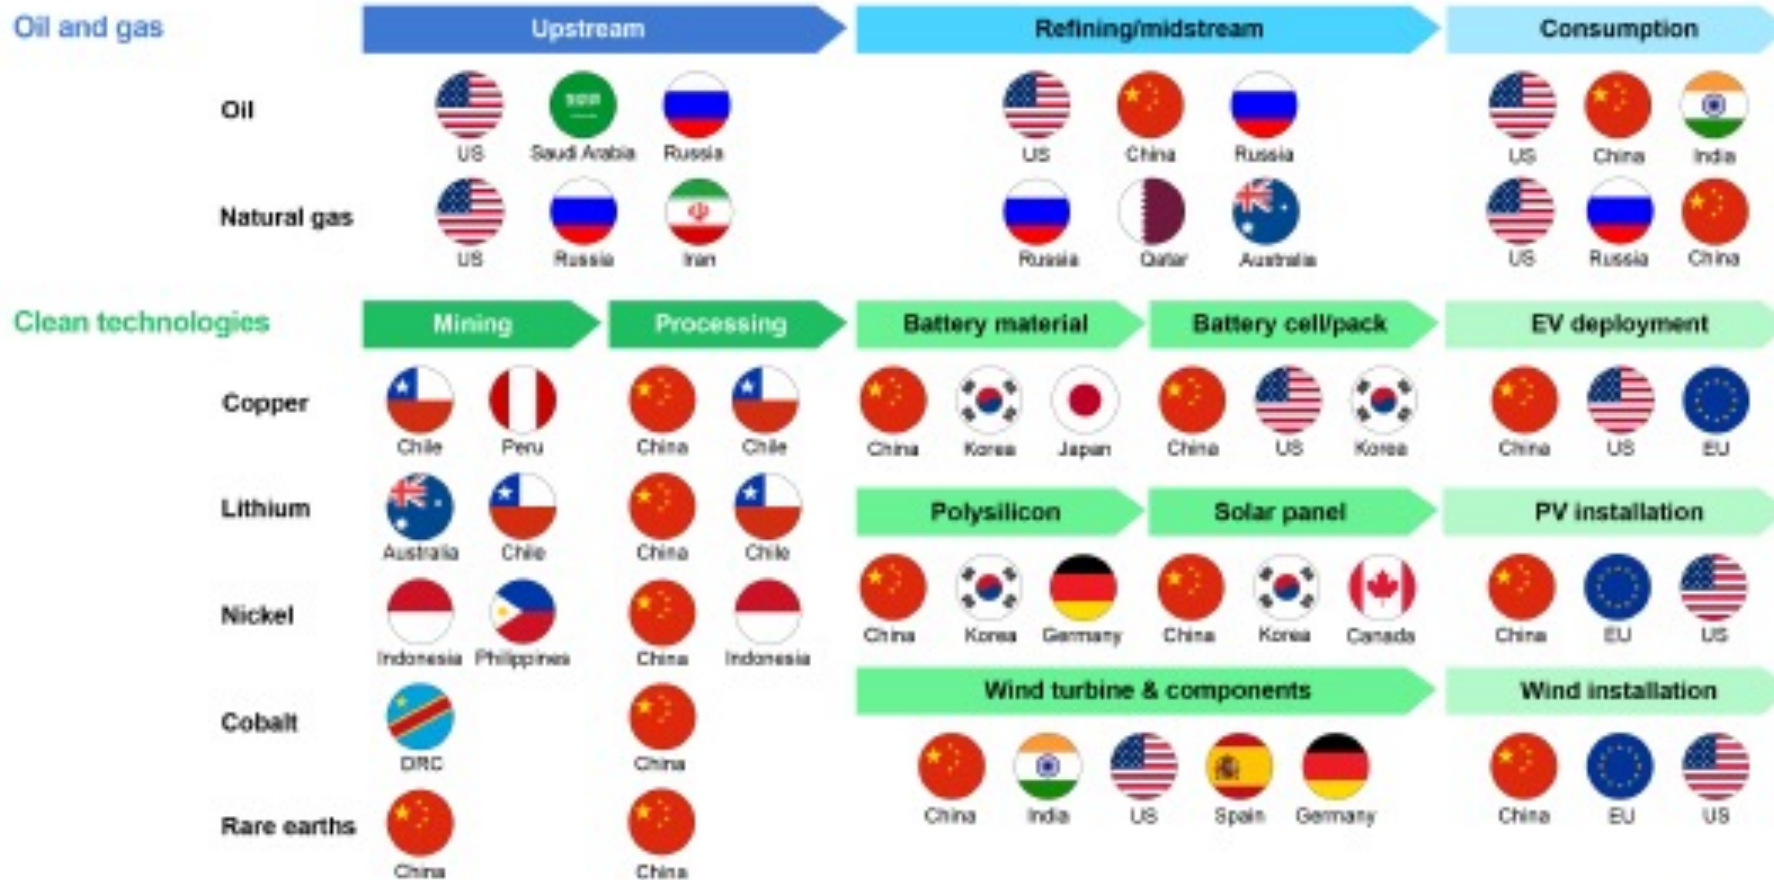 Oil and gas Upstream Refining/midstream Consumption
Oil
US Saudi Arabia Russia US China Russia US China India
Natural gas
US Russia Iran Russia Qatar Australia US Russia China
Clean technologies Mining Processing Battery material Battery cell/pack EV deployment
Copper
Chile Peru China Chile China Korea Japan China US Korea China US EU
Lithium Polysilicon Solar panel PV installation
Australia Chile China Chile
Nickel
China Korea Germany China Korea Canada China EU US
Indonesia Philippines China Indonesia
Wind turbine & components Wind installation
Cobalt
DRC China
China India US Spain Germany China EU US
Rare earths
China China